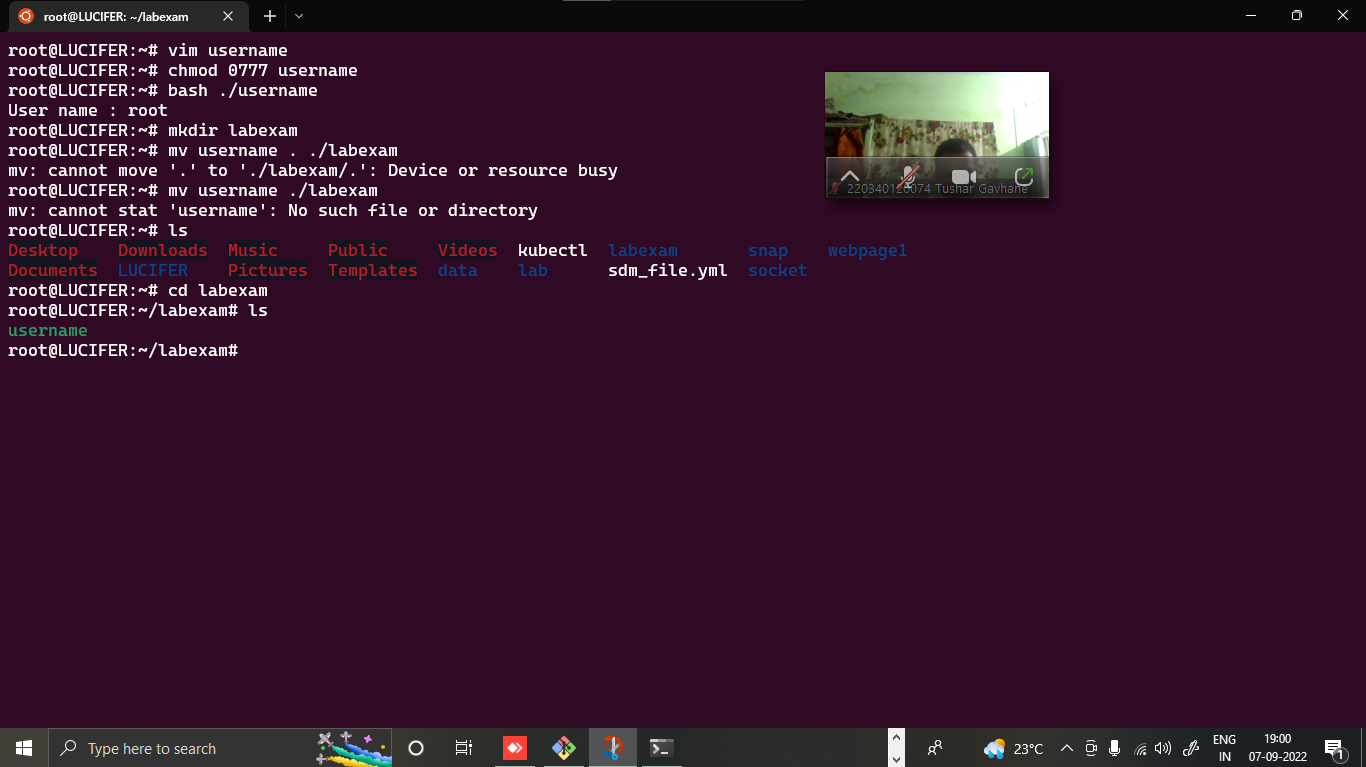 root@LUCIFER: ~/labexam
root@LUCIFER:~# vim username
root@LUCIFER:~# chmod 0777 username
root@LUCIFER:~# bash ./username
User name : root
root@LUCIFER:~# mkdir labexam
root@LUCIFER:~# mv username . ./labexam
mv: cannot move '.' to './labexam/.': Device or resource busy
root@LUCIFER:~# mv username ./labexam
mv: cannot stat 'username': No such file or directory
root@LUCIFER:~# ls
Desktop Downloads Music Public Videos kubectl labexam snap webpage1
Documents LUCIFER Pictures Templates data lab sdm_file.yml socket
root@LUCIFER:~# cd labexam
root@LUCIFER:~/labexam# ls
username
root@LUCIFER:~/labexam#
220340120074 Tushar Gavhane
Type here to search
23°C
ENG
IN
19:00
07-09-2022
1